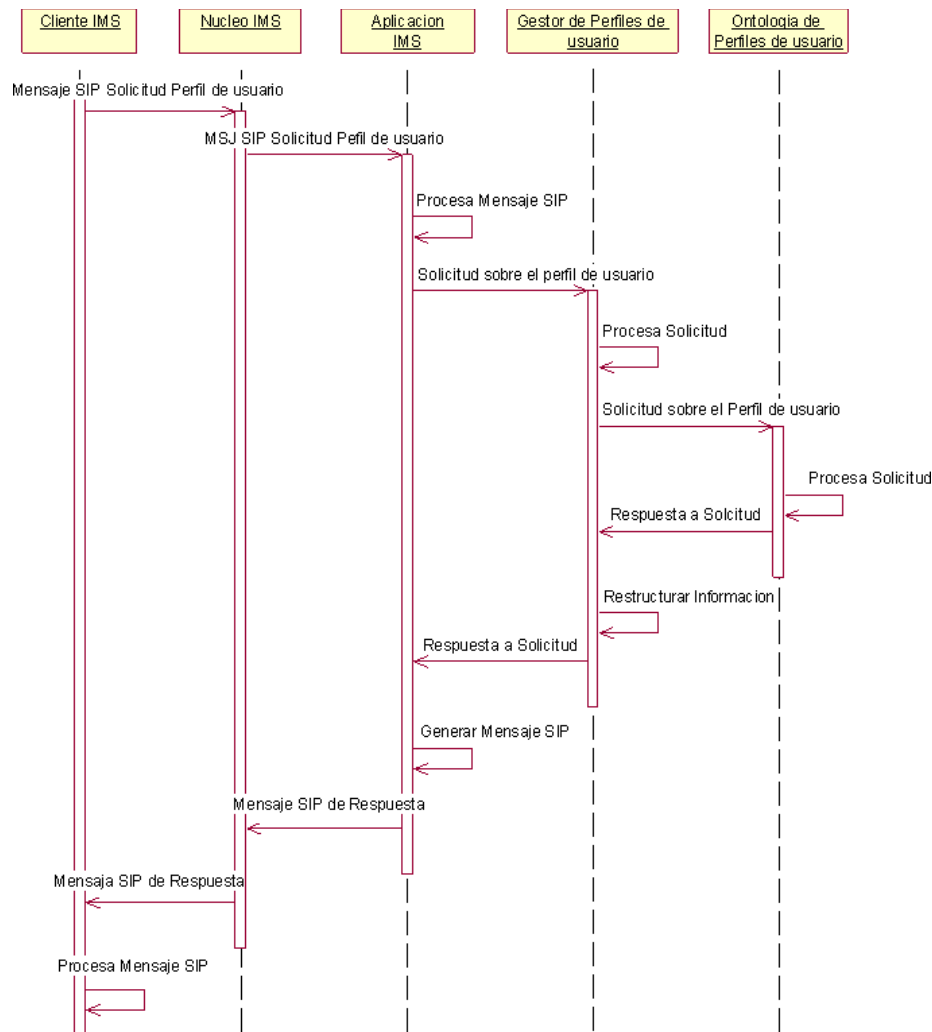 Cliente IMS
Nucleo IMS
Aplicacion
IMS
Gestor de Perfiles de
usuario
Ontologia de
Perfiles de usuario
Mensaje SIP Solicitud Perfil de usuario
MSJ SIP Solicitud Pefil de usuario
Procesa Mensaje SIP
Solicitud sobre el perfil de usuario
Procesa Solicitud
Solicitud sobre el Perfil de usuario
Procesa Solicitud
Respuesta a Solcitud
Restructurar Informacion
Respuesta a Solicitud
Generar Mensaje SIP
Mensaje SIP de Respuesta
Mensaja SIP de Respuesta
Procesa Mensaje SIP